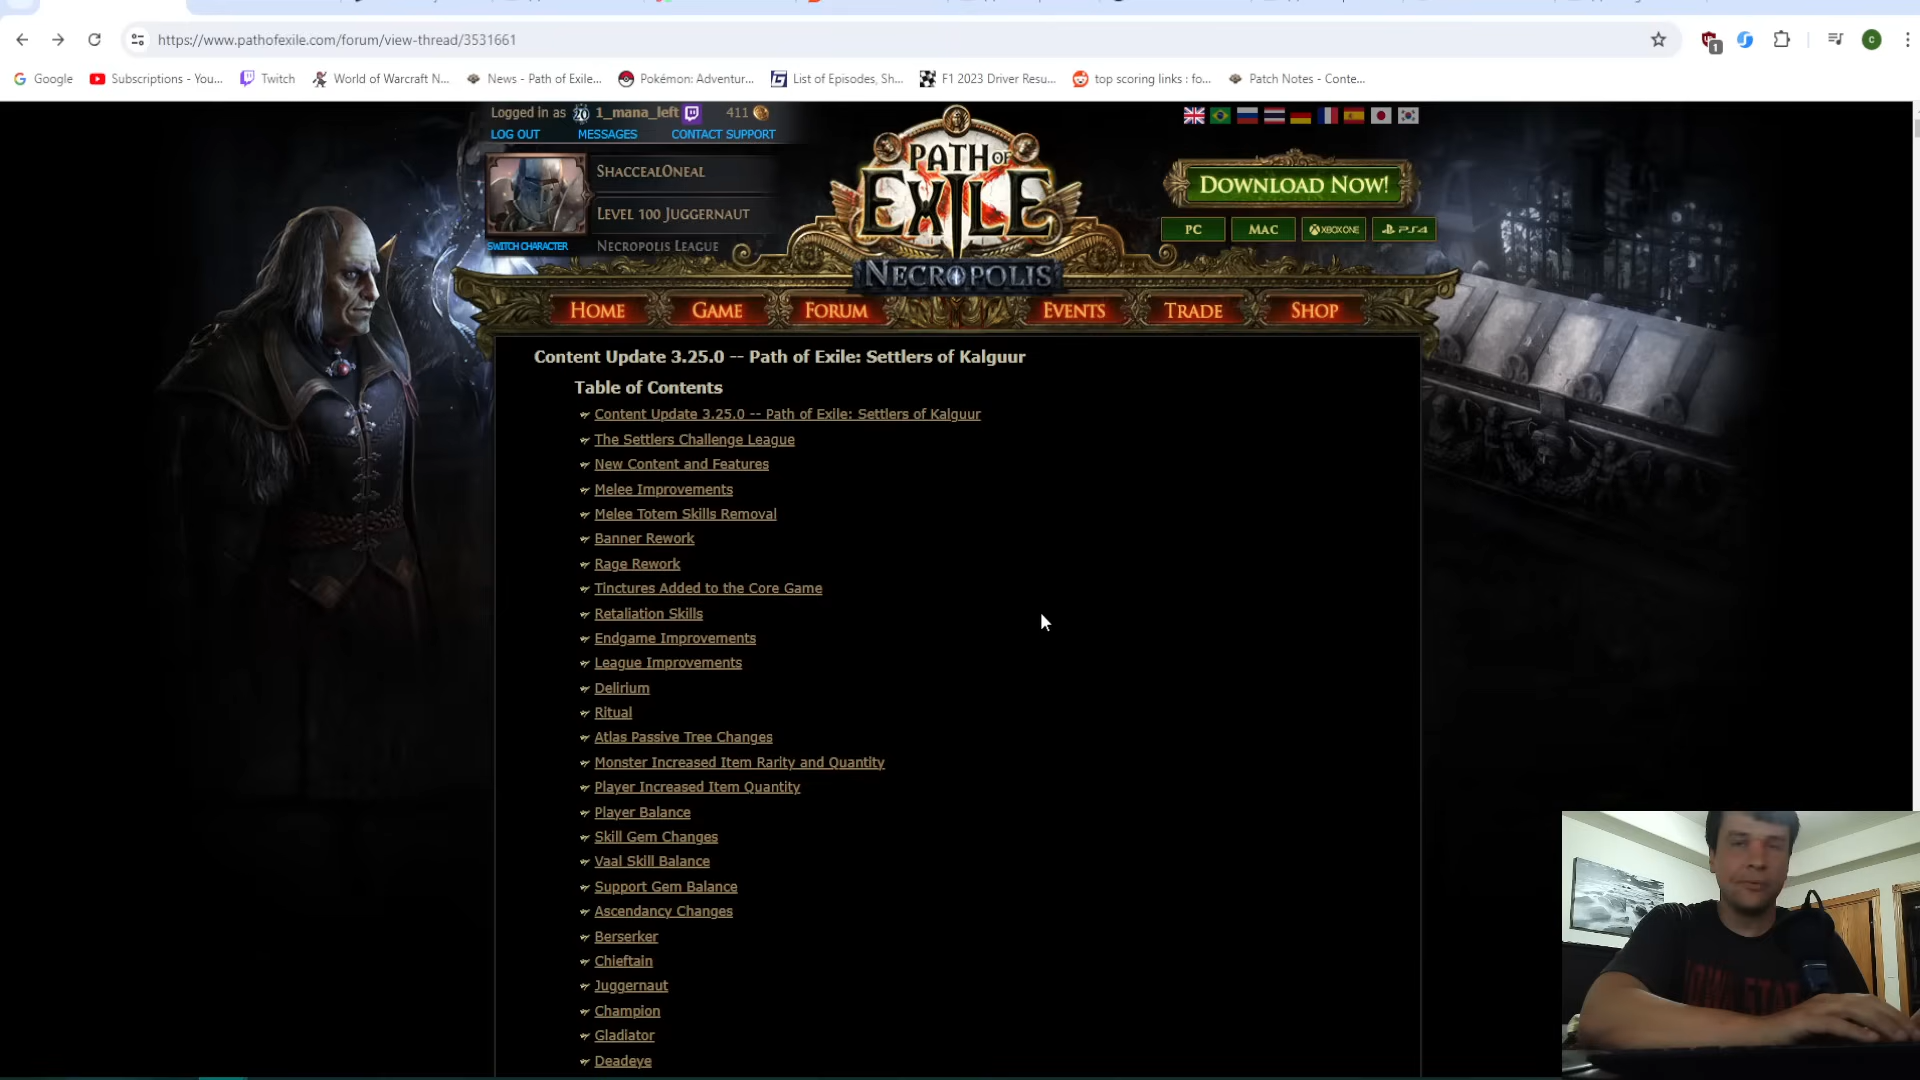 https://www.pathofexile.com/forum/view-thread/3531661
1
C
Google
Subscriptions - You...
Twitch
World of Warcraft N...
News - Path of Exile...
Pokémon: Adventur...
List of Episodes, Sh...
F1 2023 Driver Resu...
top scoring links : fo...
Patch Notes - Conte...
Logged in as 1_mana_left 411
LOG OUT MESSAGES CONTACT SUPPORT
ShaccealOneal
Level 100 Juggernaut
SWITCH CHARACTER Necropolis League
PATH OF EXILE
NECROPOLIS
DOWNLOAD NOW!
PC MAC XBOX ONE PS4
HOME GAME FORUM EVENTS TRADE SHOP
Content Update 3.25.0 -- Path of Exile: Settlers of Kalguur
Table of Contents
Content Update 3.25.0 -- Path of Exile: Settlers of Kalguur
The Settlers Challenge League
New Content and Features
Melee Improvements
Melee Totem Skills Removal
Banner Rework
Rage Rework
Tinctures Added to the Core Game
Retaliation Skills
Endgame Improvements
League Improvements
Delirium
Ritual
Atlas Passive Tree Changes
Monster Increased Item Rarity and Quantity
Player Increased Item Quantity
Player Balance
Skill Gem Changes
Vaal Skill Balance
Support Gem Balance
Ascendancy Changes
Berserker
Chieftain
Juggernaut
Champion
Gladiator
Deadeye